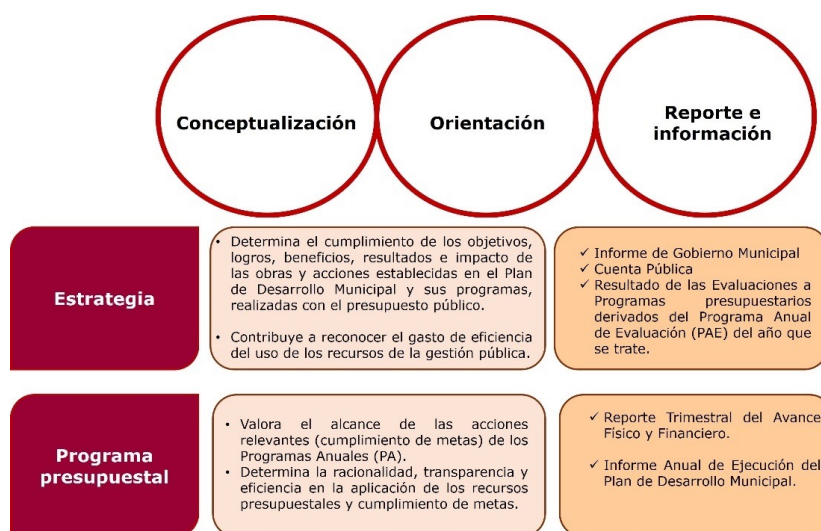 Conceptualización
Orientación
Reporte e
información
Estrategia
• Determina el cumplimiento de los objetivos,
logros, beneficios, resultados e impacto de
las obras y acciones establecidas en el Plan
de Desarrollo Municipal y sus programas,
realizadas con el presupuesto público.
• Contribuye a reconocer el gasto de eficiencia
del uso de los recursos de la gestión pública.
✓ Informe de Gobierno Municipal
✓ Cuenta Pública
✓ Resultado de las Evaluaciones a
Programas presupuestarios
derivados del Programa Anual
de Evaluación (PAE) del año que
se trate.
Programa
presupuestal
• Valora el alcance de las acciones
relevantes (cumplimiento de metas) de los
Programas Anuales (PA).
• Determina la racionalidad, transparencia y
eficiencia en la aplicación de los recursos
presupuestales y cumplimiento de metas.
✓ Reporte Trimestral del Avance
Físico y Financiero.
✓ Informe Anual de Ejecución del
Plan de Desarrollo Municipal.